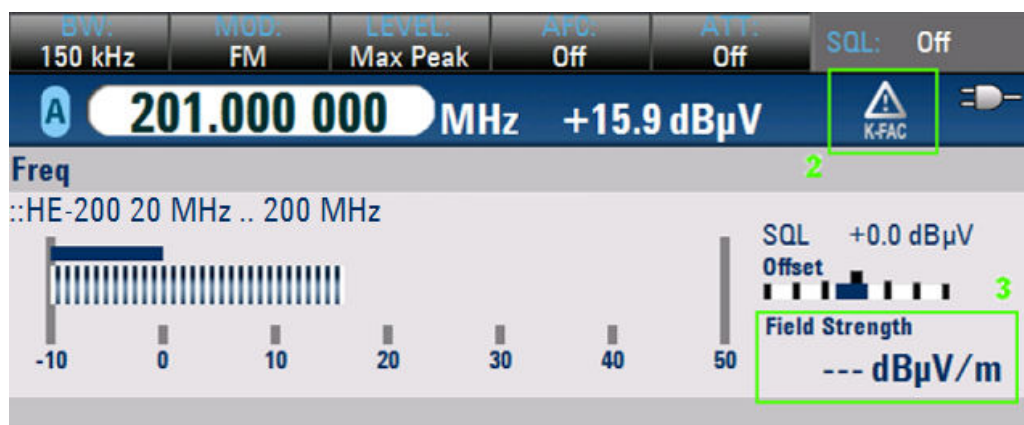 BW: MOD: LEVEL: AFC: ATT: SQL: Off
150 kHz FM Max Peak Off Off
A 201.000 000 MHz +15.9 dBµV K-FAC
2
Freq
::HE-200 20 MHz .. 200 MHz
SQL +0.0 dBµV
Offset
3
Field Strength
-10 0 10 20 30 40 50
--- dBµV/m